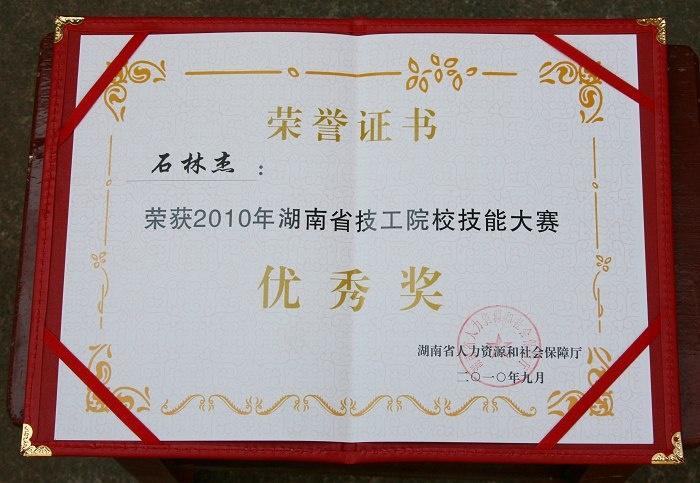 荣誉证书
石林杰：
荣获2010年湖南省技工院校技能大赛
优秀奖
湖南省人力资源和社会保障厅
二〇一〇年九月